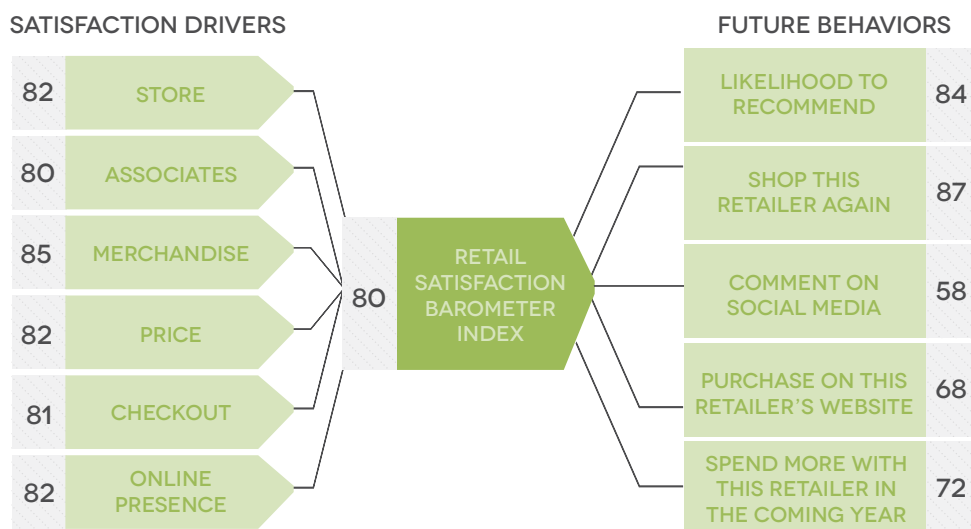 SATISFACTION DRIVERS
82
STORE
80
ASSOCIATES
85
MERCHANDISE
82
PRICE
81
CHECKOUT
82
ONLINE
PRESENCE
80
RETAIL
SATISFACTION
BAROMETER
INDEX
FUTURE BEHAVIORS
LIKELIHOOD TO
RECOMMEND
84
SHOP THIS
RETAILER AGAIN
87
COMMENT ON
SOCIAL MEDIA
58
PURCHASE ON THIS
RETAILER'S WEBSITE
68
SPEND MORE WITH
THIS RETAILER IN
THE COMING YEAR
72